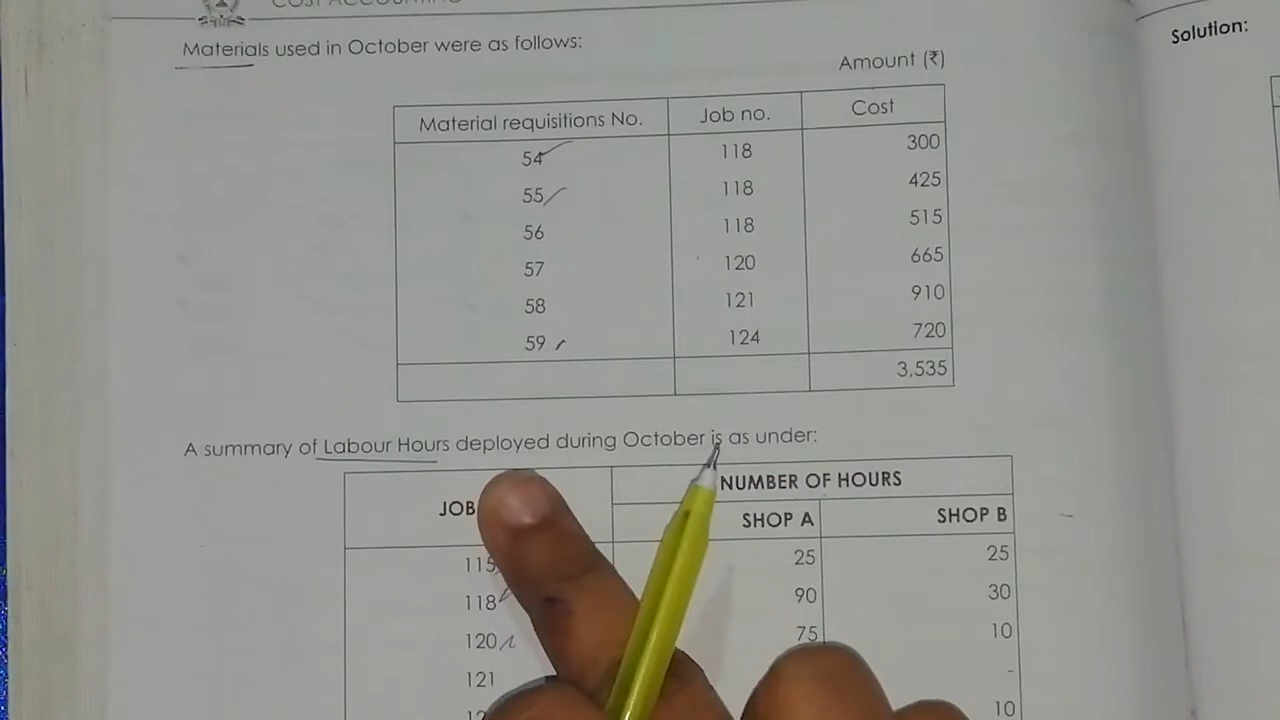 COST ACCOUNTING
Materials used in October were as follows:
Solution:
Amount (₹)
Material requisitions No. Job no. Cost
54 118 300
55 118 425
56 118 515
57 120 665
58 121 910
59 124 720
3,535
A summary of Labour Hours deployed during October is as under:
JOB NUMBER OF HOURS
SHOP A SHOP B
115 25 25
118 90 30
120 75 10
121 -
10